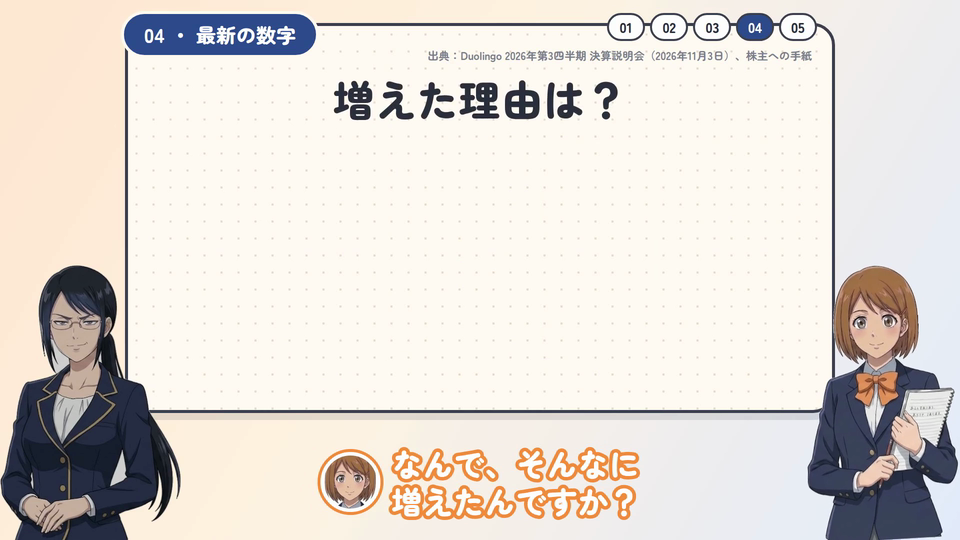 04 ・ 最新の数字
01 02 03 04 05
出典：Duolingo 2026年第3四半期 決算説明会（2026年11月3日）、株主への手紙
増えた理由は？
なんで、そんなに
増えたんですか？